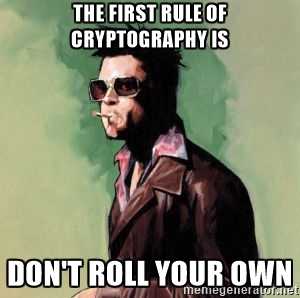 THE FIRST RULE OF
CRYPTOGRAPHY IS
DON'T ROLL YOUR OWN
memegenerator.net